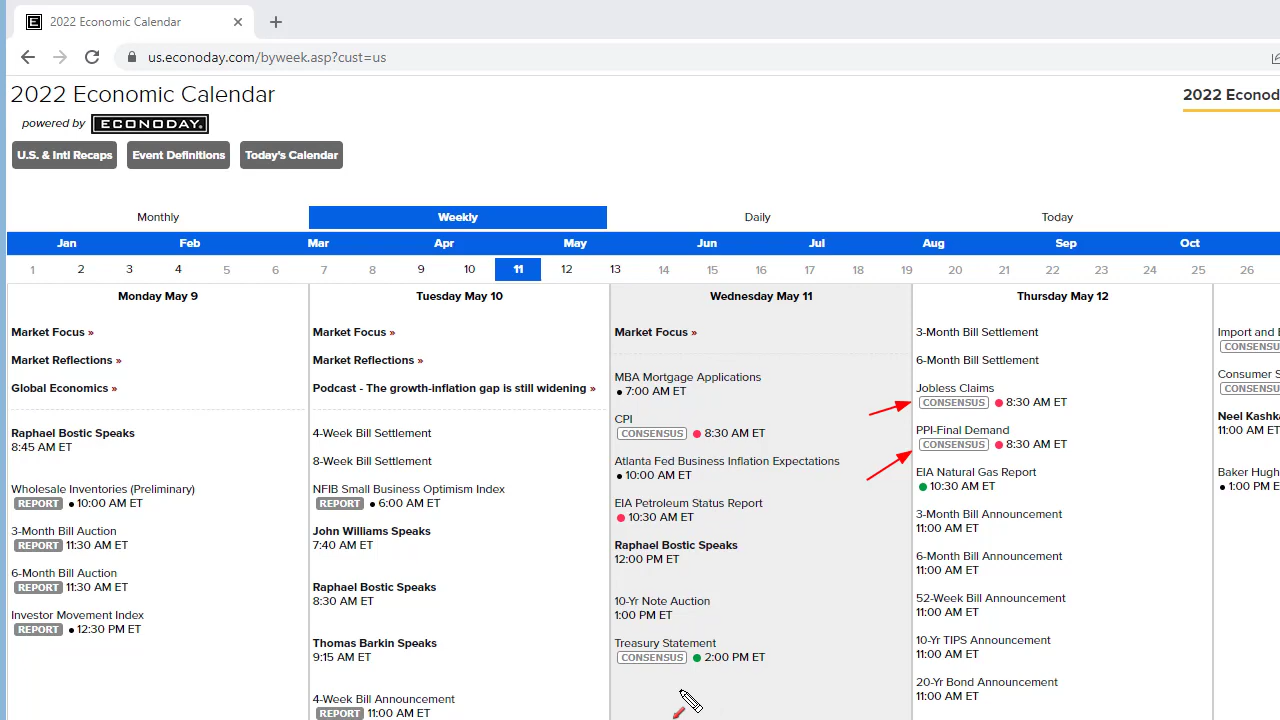 2022 Economic Calendar
us.econoday.com/byweek.asp?cust=us
2022 Economic Calendar
2022 Econod
powered by ECONODAY.
U.S. & Intl Recaps
Event Definitions
Today's Calendar
Monthly
Weekly
Daily
Today
Jan Feb Mar Apr May Jun Jul Aug Sep Oct
1 2 3 4 5 6 7 8 9 10 11 12 13 14 15 16 17 18 19 20 21 22 23 24 25 26
Monday May 9
Market Focus »
Market Reflections »
Global Economics »
Raphael Bostic Speaks
8:45 AM ET
Wholesale Inventories (Preliminary)
REPORT • 10:00 AM ET
3-Month Bill Auction
REPORT 11:30 AM ET
6-Month Bill Auction
REPORT 11:30 AM ET
Investor Movement Index
REPORT • 12:30 PM ET
Tuesday May 10
Market Focus »
Market Reflections »
Podcast - The growth-inflation gap is still widening »
4-Week Bill Settlement
8-Week Bill Settlement
NFIB Small Business Optimism Index
REPORT • 6:00 AM ET
John Williams Speaks
7:40 AM ET
Raphael Bostic Speaks
8:30 AM ET
Thomas Barkin Speaks
9:15 AM ET
4-Week Bill Announcement
REPORT 11:00 AM ET
Wednesday May 11
Market Focus »
MBA Mortgage Applications
• 7:00 AM ET
CPI
CONSENSUS • 8:30 AM ET
Atlanta Fed Business Inflation Expectations
• 10:00 AM ET
EIA Petroleum Status Report
• 10:30 AM ET
Raphael Bostic Speaks
12:00 PM ET
10-Yr Note Auction
1:00 PM ET
Treasury Statement
CONSENSUS • 2:00 PM ET
Thursday May 12
3-Month Bill Settlement
6-Month Bill Settlement
Jobless Claims
CONSENSUS • 8:30 AM ET
PPI-Final Demand
CONSENSUS • 8:30 AM ET
EIA Natural Gas Report
• 10:30 AM ET
3-Month Bill Announcement
11:00 AM ET
6-Month Bill Announcement
11:00 AM ET
52-Week Bill Announcement
11:00 AM ET
10-Yr TIPS Announcement
11:00 AM ET
20-Yr Bond Announcement
11:00 AM ET
Import and E
CONSENSU
Consumer S
CONSENSU
Neel Kashka
11:00 AM ET
Baker Hugh
• 1:00 PM E